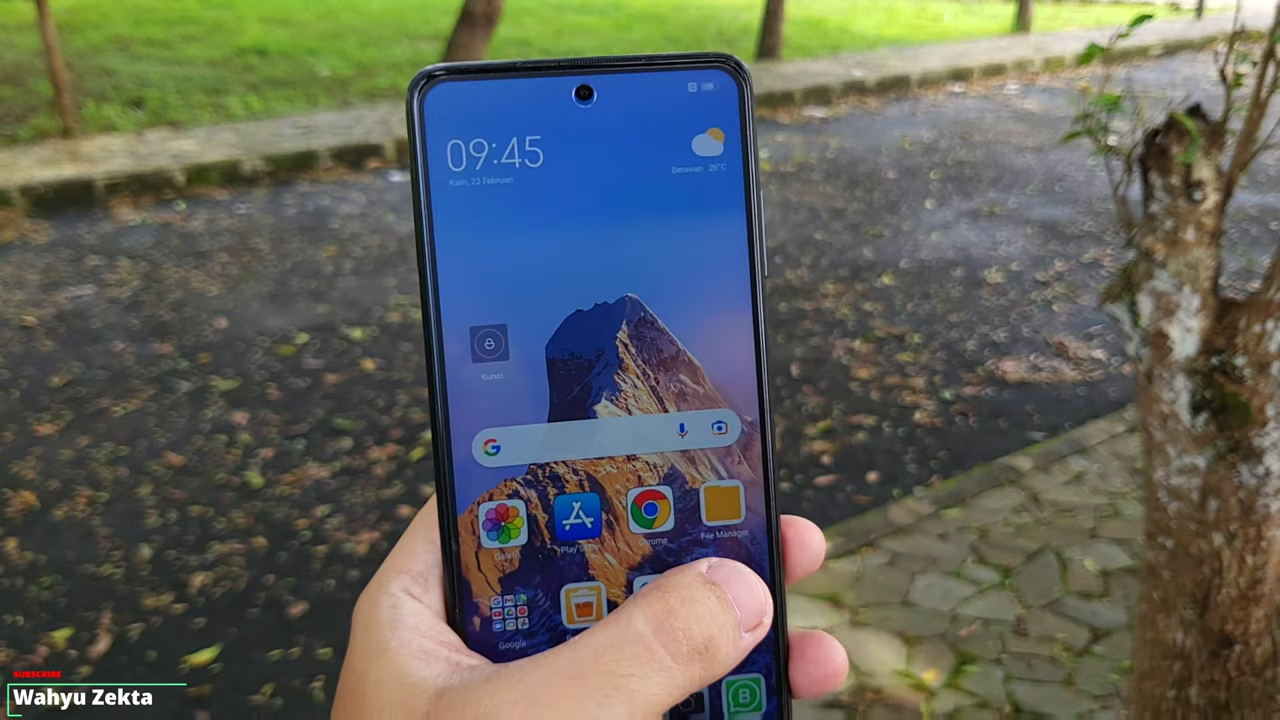 09:45
Kam, 23 Februari
Berawan 26°C
Kunci
Galeri
Play Store
Chrome
File Manager
Google
SUBSCRIBE
Wahyu Zekta